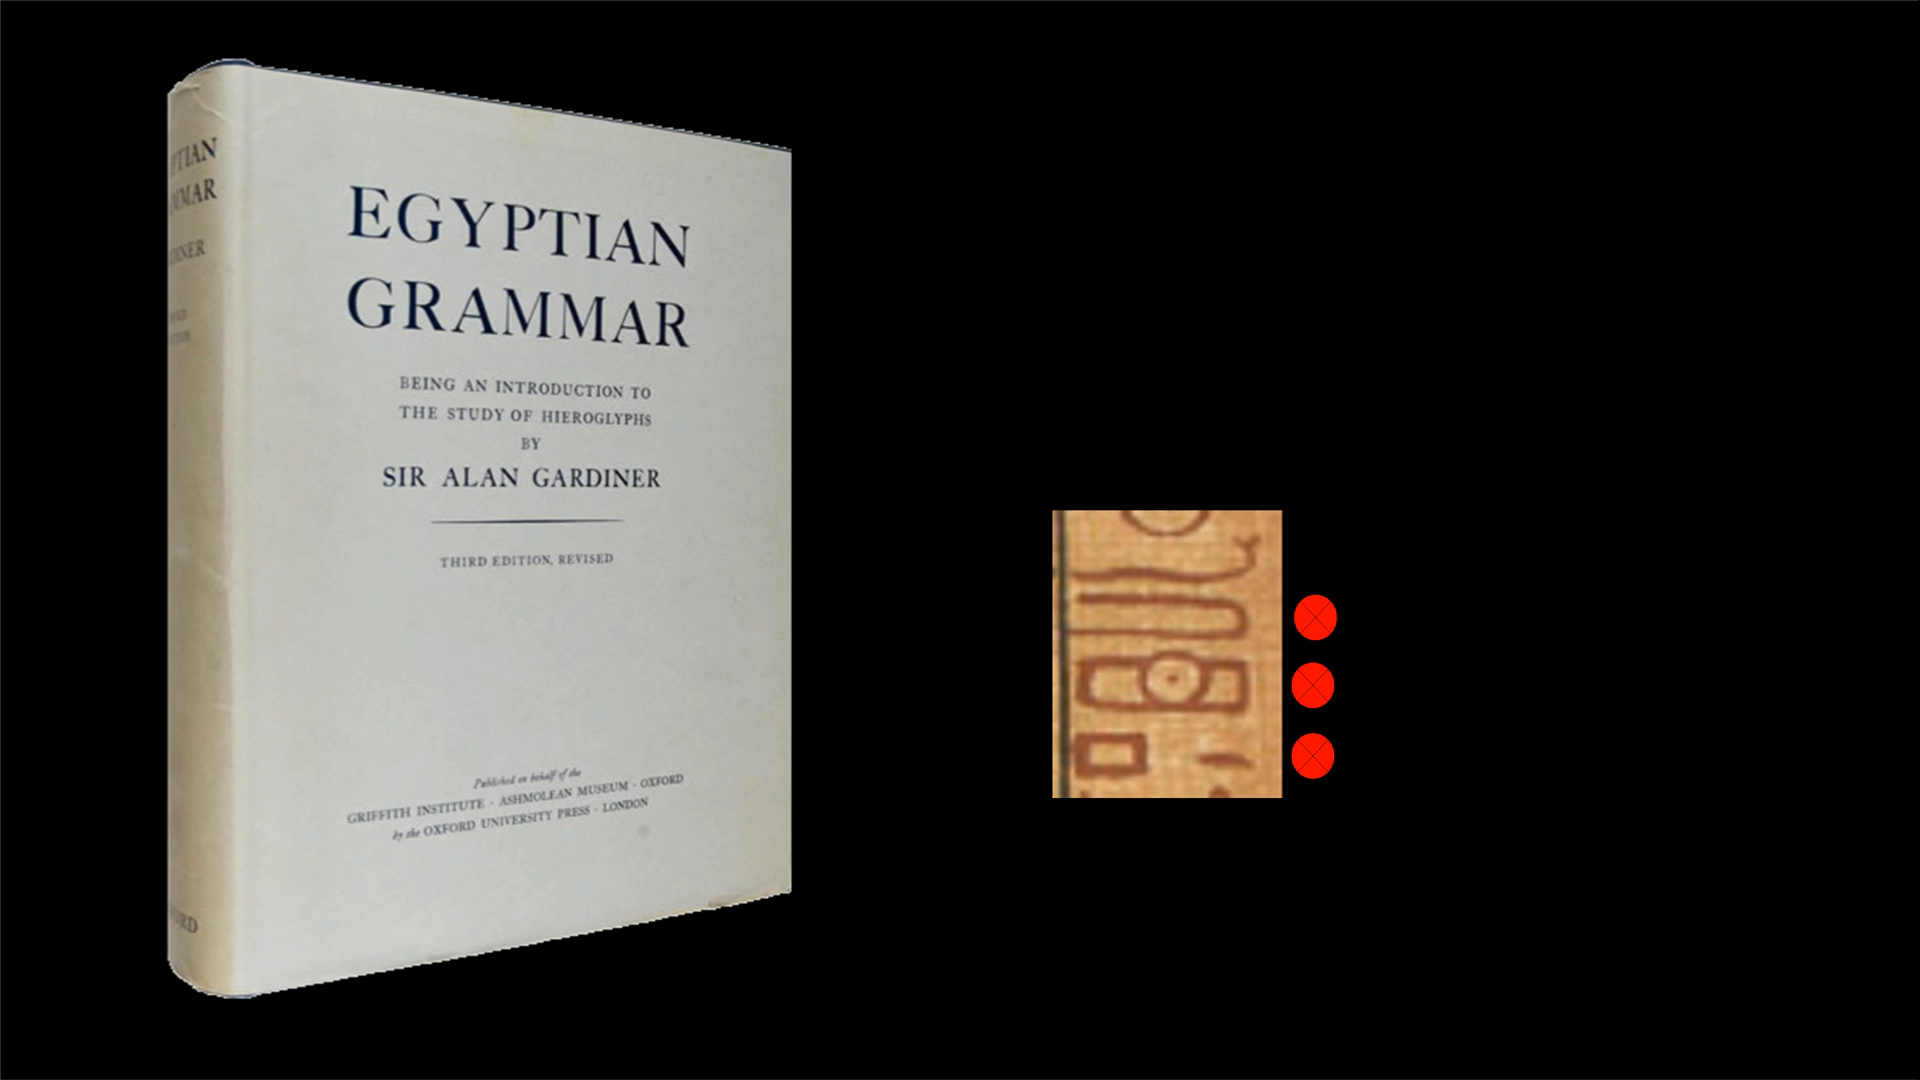 EGYPTIAN
GRAMMAR
BEING AN INTRODUCTION TO
THE STUDY OF HIEROGLYPHS
BY
SIR ALAN GARDINER
THIRD EDITION, REVISED
Published on behalf of the
GRIFFITH INSTITUTE · ASHMOLEAN MUSEUM · OXFORD
by the OXFORD UNIVERSITY PRESS · LONDON